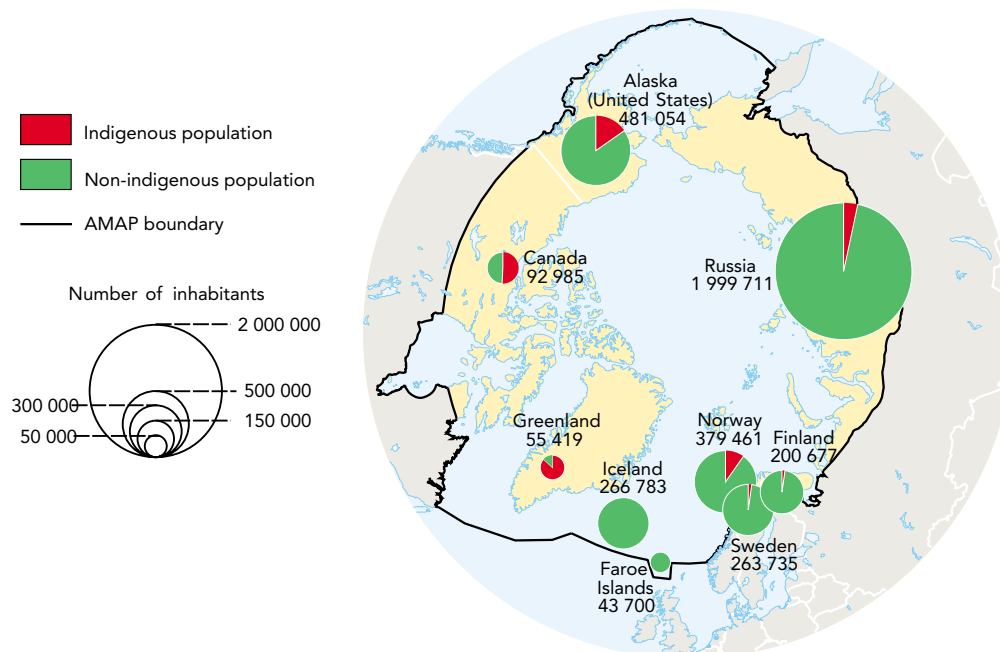 Indigenous population
Non-indigenous population
AMAP boundary
Number of inhabitants
2 000 000
500 000
300 000
150 000
50 000
Alaska
(United States)
481 054
Canada
92 985
Russia
1 999 711
Greenland
55 419
Iceland
266 783
Norway
379 461
Finland
200 677
Sweden
263 735
Faroe
Islands
43 700